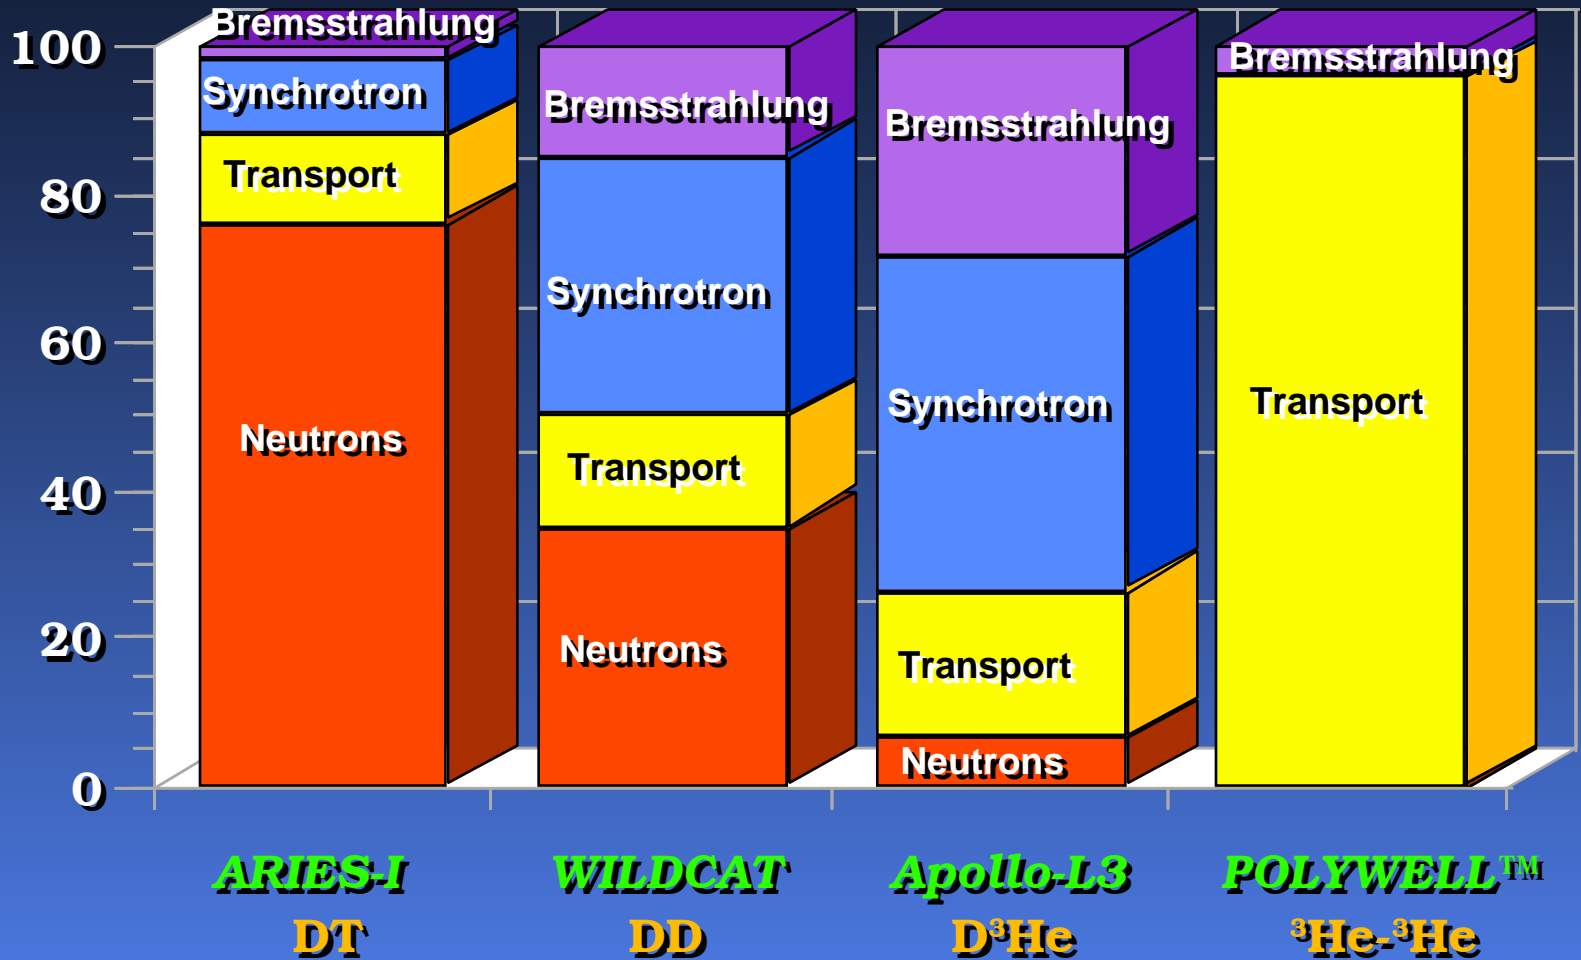 100
80
60
40
20
0
Bremsstrahlung
Synchrotron
Transport
Neutrons
Bremsstrahlung
Synchrotron
Transport
Neutrons
Bremsstrahlung
Synchrotron
Transport
Neutrons
Bremsstrahlung
Transport
ARIES-I WILDCAT Apollo-L3 POLYWELL™
DT DD D³He ³He-³He